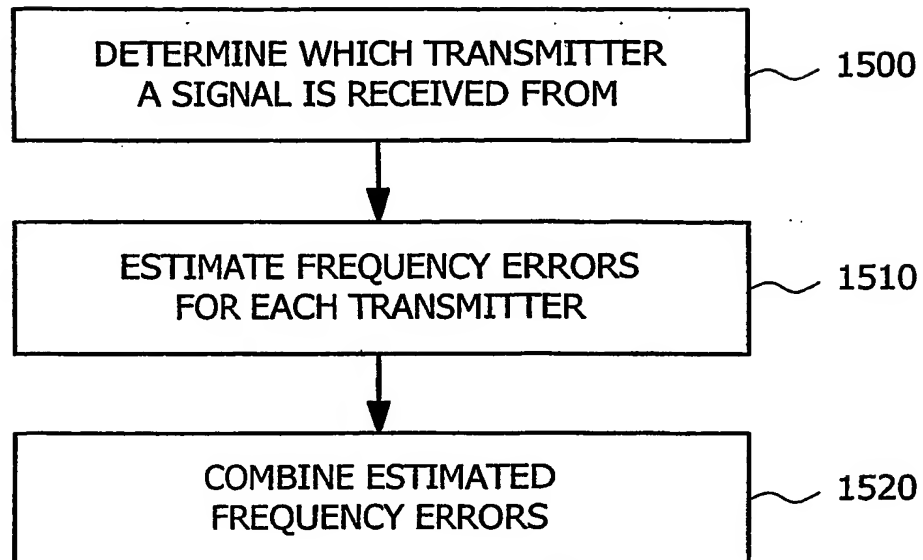 DETERMINE WHICH TRANSMITTER
A SIGNAL IS RECEIVED FROM
1500
ESTIMATE FREQUENCY ERRORS
FOR EACH TRANSMITTER
1510
COMBINE ESTIMATED
FREQUENCY ERRORS
1520